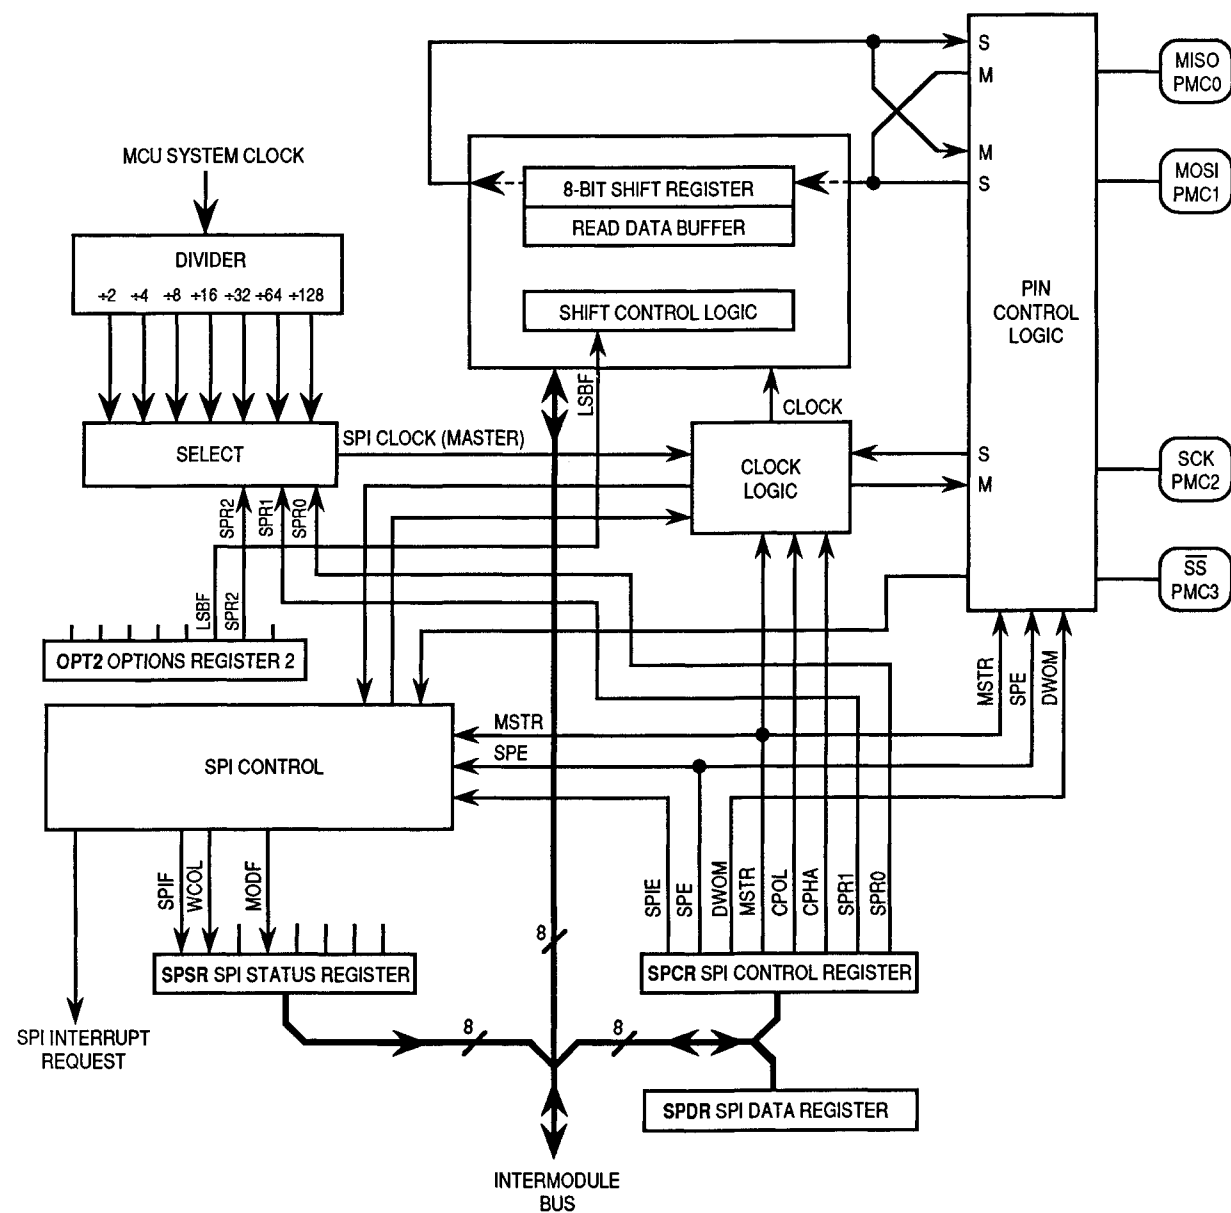 S
MISO
PMC0
M
MCU SYSTEM CLOCK
M
MOSI
PMC1
S
8-BIT SHIFT REGISTER
READ DATA BUFFER
DIVIDER
÷2 ÷4 ÷8 ÷16 ÷32 ÷64 ÷128
SHIFT CONTROL LOGIC
PIN
CONTROL
LOGIC
LSBF
CLOCK
SELECT
SPI CLOCK (MASTER)
CLOCK
LOGIC
S
M
SCK
PMC2
SPR2
SPR1
SPR0
SS
PMC3
LSBF
SPR2
OPT2 OPTIONS REGISTER 2
MSTR
SPE
DWOM
MSTR
SPE
SPI CONTROL
SPIF
WCOL
MODF
SPIE
SPE
DWOM
MSTR
CPOL
CPHA
SPR1
SPR0
8
SPSR SPI STATUS REGISTER
SPCR SPI CONTROL REGISTER
SPI INTERRUPT
REQUEST
8
8
SPDR SPI DATA REGISTER
INTERMODULE
BUS